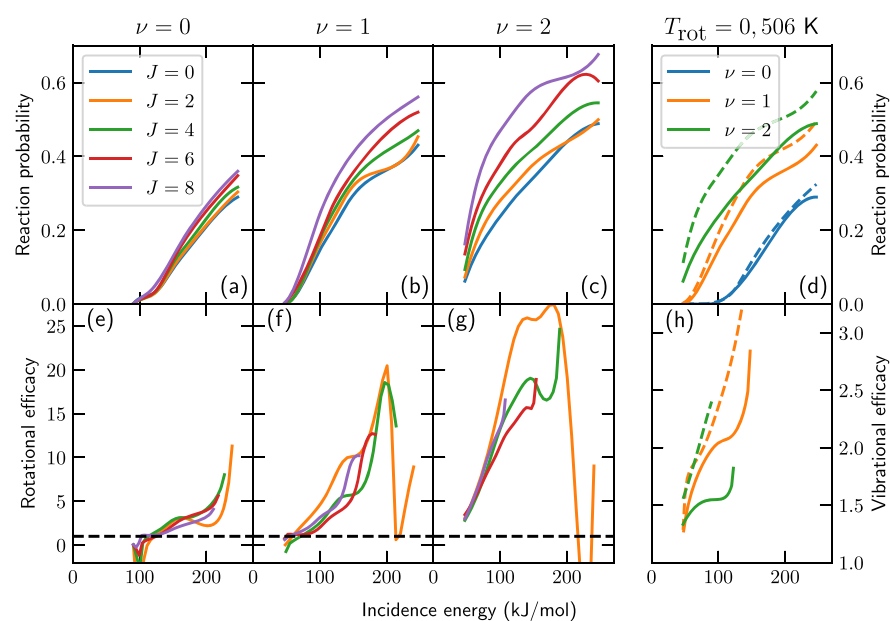 ν = 0
ν = 1
ν = 2
T_rot = 0, 506 K
Reaction probability
0.6
0.4
0.2
0.0
J = 0
J = 2
J = 4
J = 6
J = 8
(a)
(b)
(c)
ν = 0
ν = 1
ν = 2
(d)
0.6
0.4
0.2
0.0
Reaction probability
Rotational efficacy
25
20
15
10
5
0
(e)
(f)
(g)
(h)
3.0
2.5
2.0
1.5
1.0
Vibrational efficacy
0 100 200 0 100 200 0 100 200 0 100 200
Incidence energy (kJ/mol)